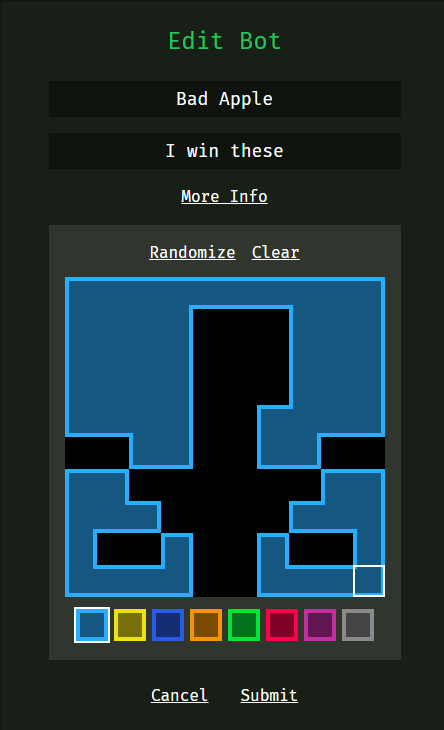 Edit Bot
Bad Apple
I win these
More Info
Randomize Clear
Cancel Submit